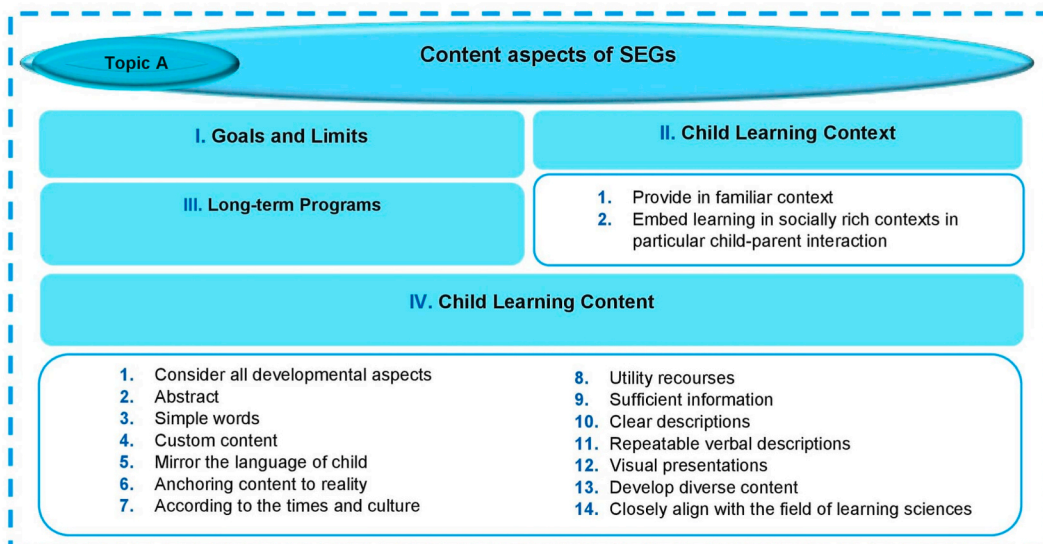 Topic A
Content aspects of SEGs
I. Goals and Limits
II. Child Learning Context
III. Long-term Programs
1. Provide in familiar context
2. Embed learning in socially rich contexts in
particular child-parent interaction
IV. Child Learning Content
1. Consider all developmental aspects
2. Abstract
3. Simple words
4. Custom content
5. Mirror the language of child
6. Anchoring content to reality
7. According to the times and culture
8. Utility recourses
9. Sufficient information
10. Clear descriptions
11. Repeatable verbal descriptions
12. Visual presentations
13. Develop diverse content
14. Closely align with the field of learning sciences